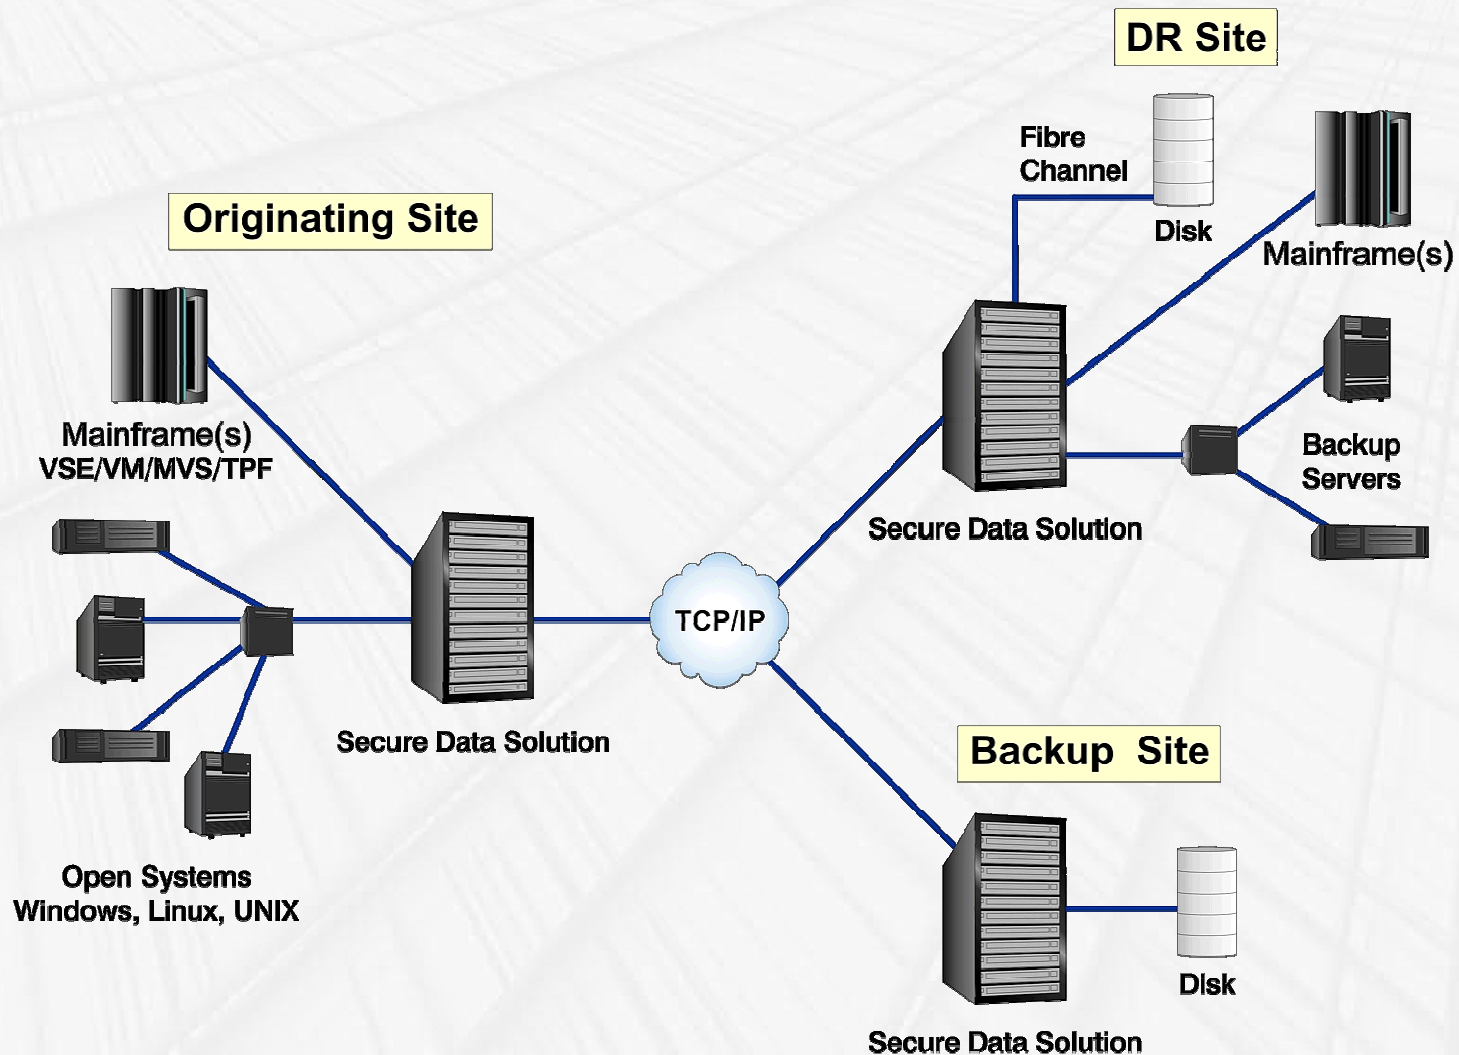 DR Site
Fibre
Channel
Disk
Mainframe(s)
Backup
Servers
Secure Data Solution
Originating Site
Mainframe(s)
VSE/VM/MVS/TPF
Secure Data Solution
Open Systems
Windows, Linux, UNIX
TCP/IP
Backup Site
Disk
Secure Data Solution